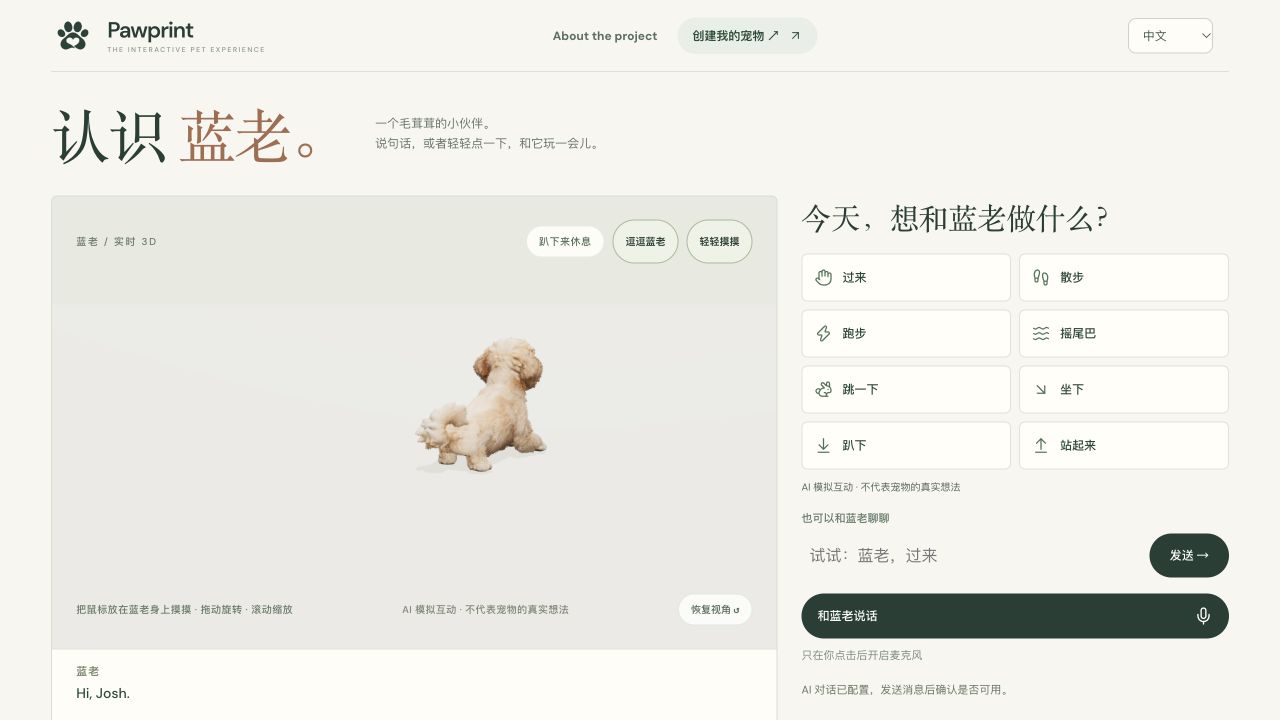 Pawprint
THE INTERACTIVE PET EXPERIENCE
About the project
创建我的宠物 ↗ ↗
中文
认识 蓝老。
一个毛茸茸的小伙伴。
说句话，或者轻轻点一下，和它玩一会儿。
蓝老 / 实时 3D
趴下来休息
逗逗蓝老
轻轻摸摸
把鼠标放在蓝老身上摸摸 · 拖动旋转 · 滚动缩放
AI 模拟互动 · 不代表宠物的真实想法
恢复视角 ↺
蓝老
Hi, Josh.
今天，想和蓝老做什么?
过来
散步
跑步
摇尾巴
跳一下
坐下
趴下
站起来
AI 模拟互动 · 不代表宠物的真实想法
也可以和蓝老聊聊
试试：蓝老，过来
发送 →
和蓝老说话
只在你点击后开启麦克风
AI 对话已配置，发送消息后确认是否可用。